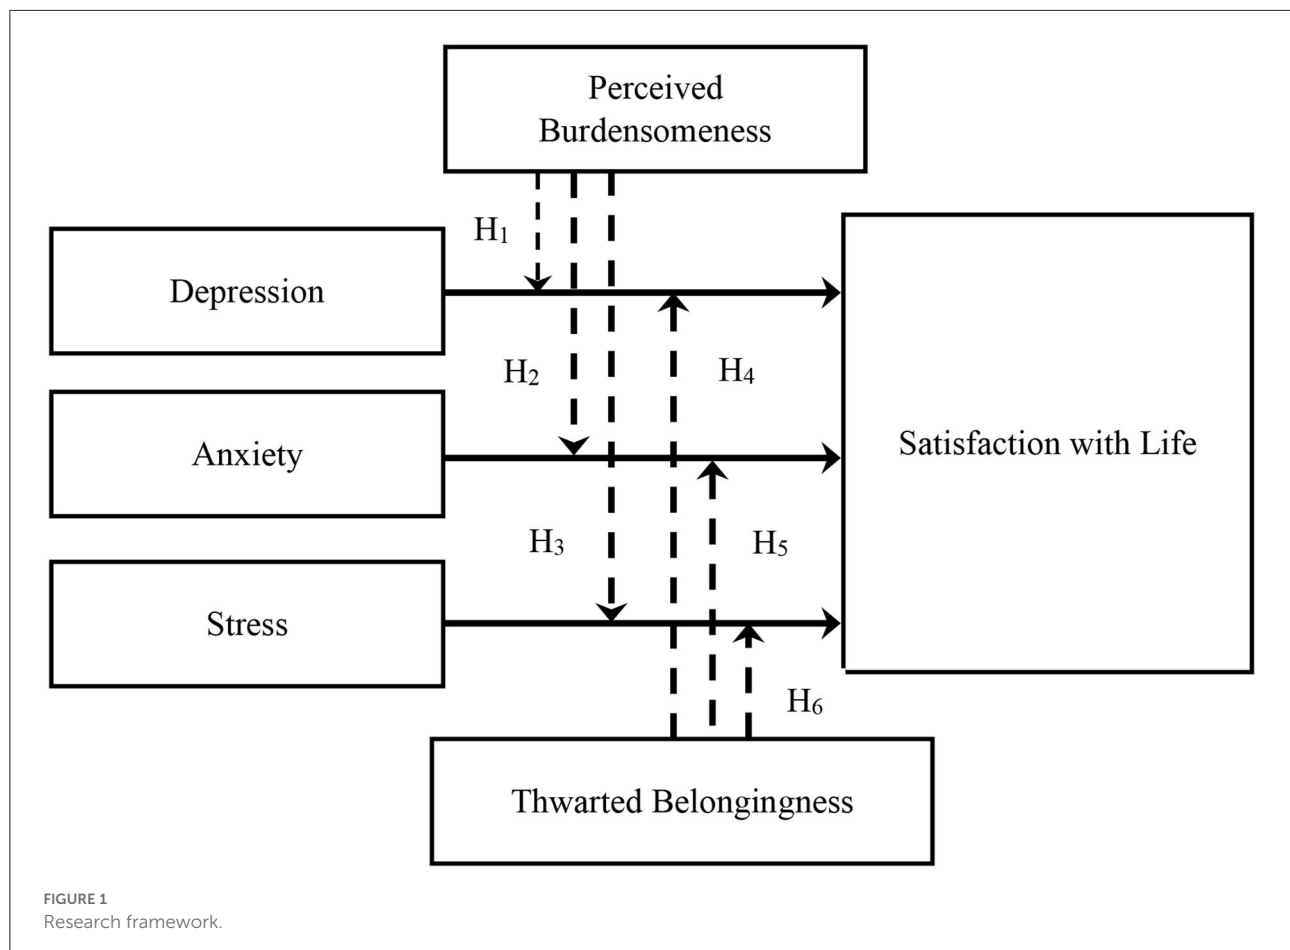 Perceived
Burdensomeness
H1
Depression
H2
H4
Anxiety
Satisfaction with Life
H3
H5
Stress
H6
Thwarted Belongingness
FIGURE 1
Research framework.